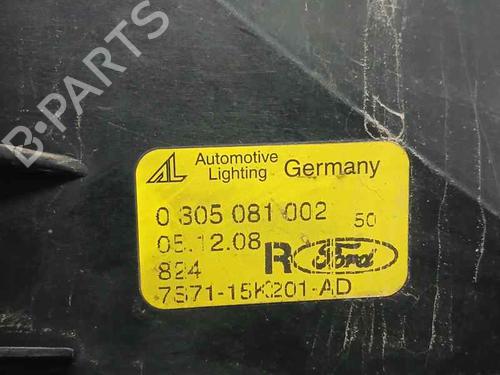 B-PARTS
AL Automotive Lighting Germany
0 305 081 002 50
05.12.08
824 R Ford
7S71-15K201-AD